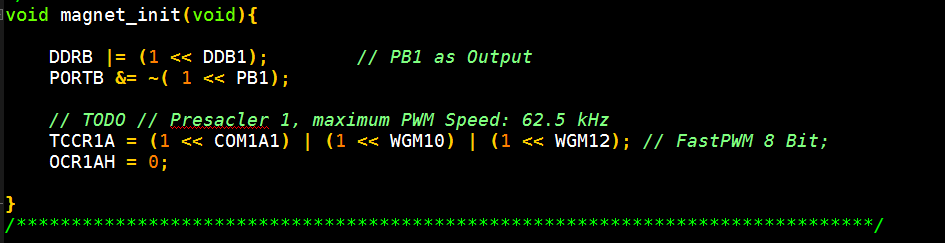 void magnet_init(void){
DDRB |= (1 << DDB1); // PB1 as Output
PORTB &= ~( 1 << PB1);
// TODO // Presacler 1, maximum PWM Speed: 62.5 kHz
TCCR1A = (1 << COM1A1) | (1 << WGM10) | (1 << WGM12); // FastPWM 8 Bit;
OCR1AH = 0;
}
/******************************************************************************/